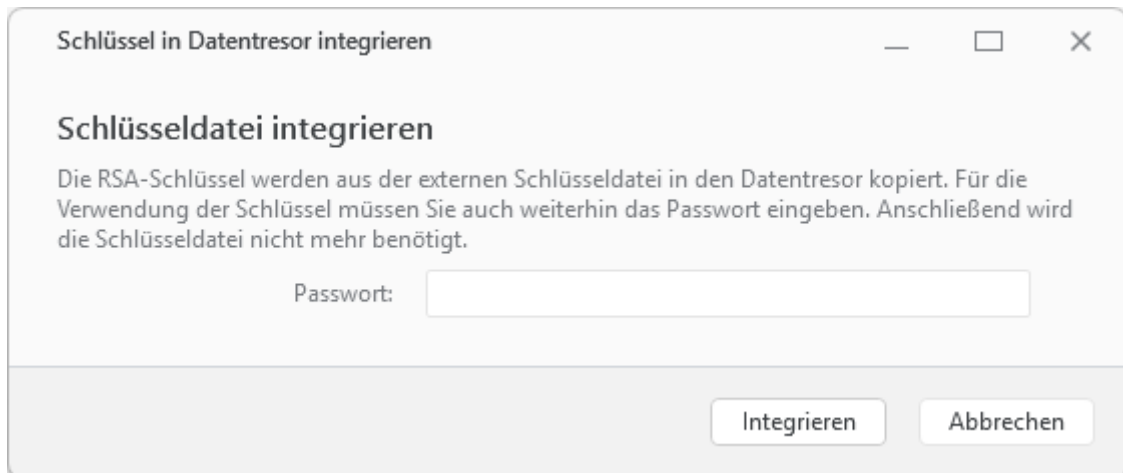 Schlüssel in Datentresor integrieren
Schlüsseldatei integrieren
Die RSA-Schlüssel werden aus der externen Schlüsseldatei in den Datentresor kopiert. Für die
Verwendung der Schlüssel müssen Sie auch weiterhin das Passwort eingeben. Anschließend wird
die Schlüsseldatei nicht mehr benötigt.
Passwort:
Integrieren Abbrechen